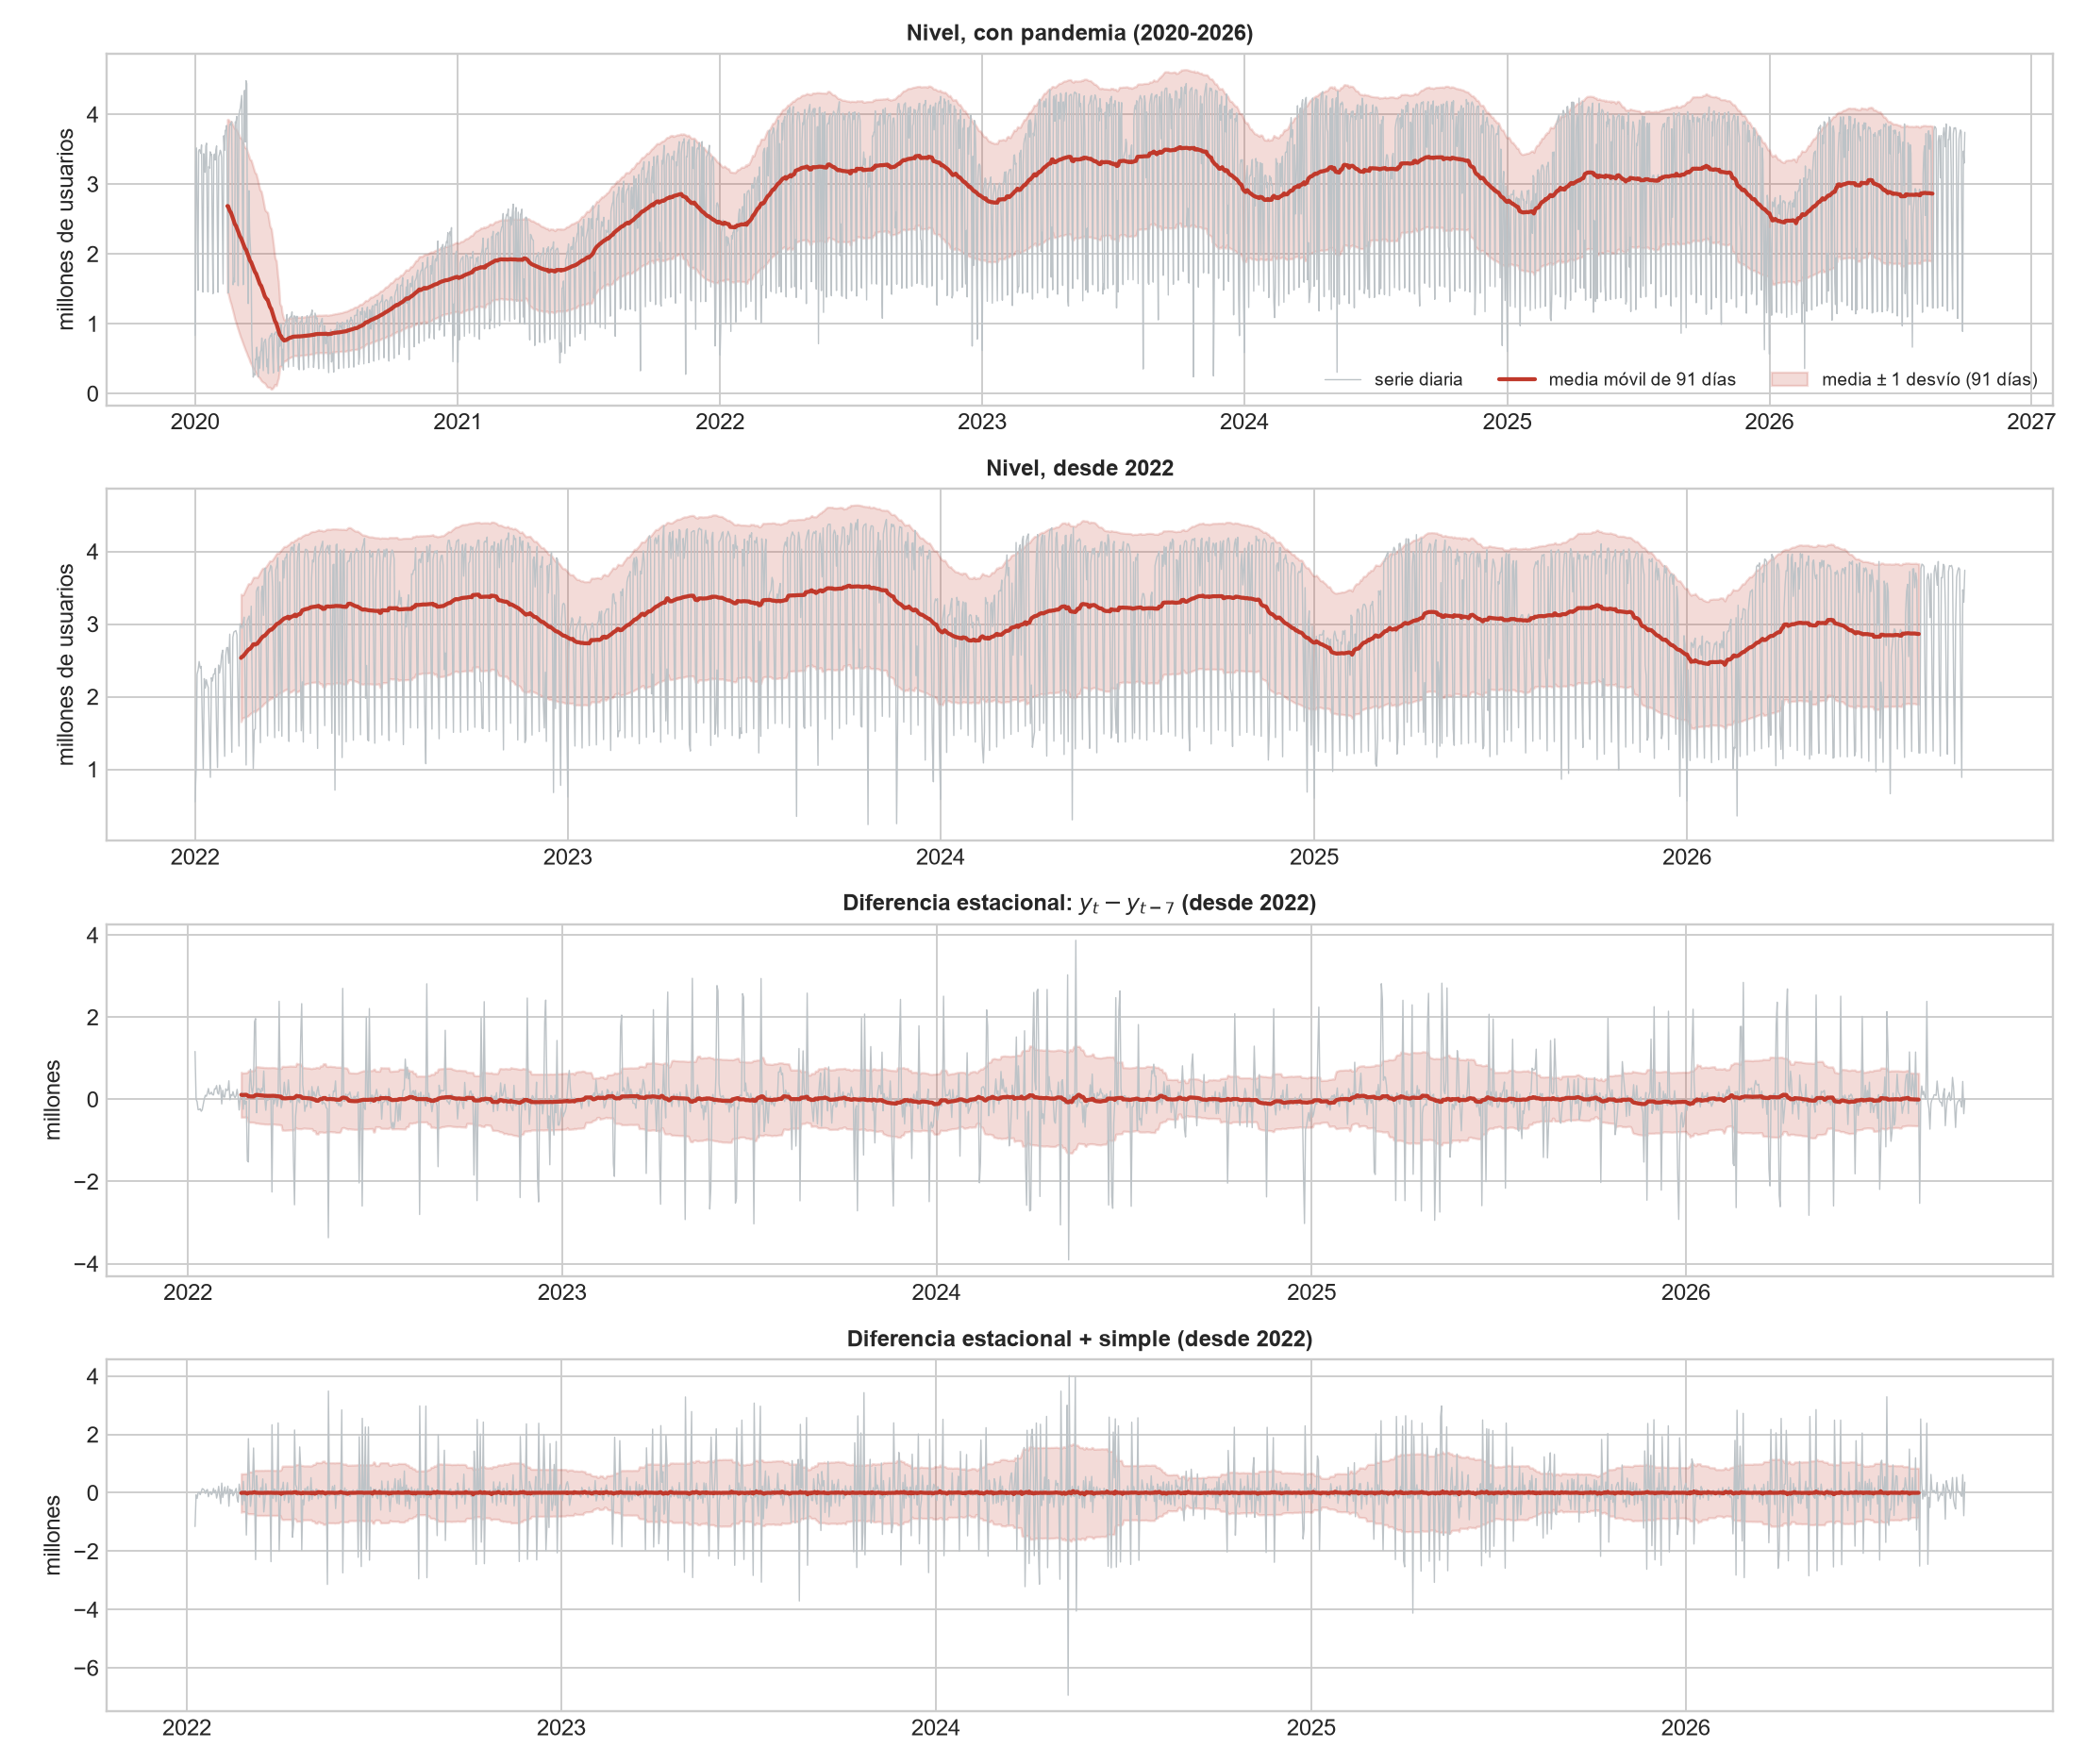 Nivel, con pandemia (2020-2026)
millones de usuarios
4
3
2
1
0
serie diaria
media móvil de 91 días
media ± 1 desvío (91 días)
2020 2021 2022 2023 2024 2025 2026 2027
Nivel, desde 2022
millones de usuarios
4
3
2
1
2022 2023 2024 2025 2026
Diferencia estacional: y_t − y_{t−7} (desde 2022)
millones
4
2
0
−2
−4
2022 2023 2024 2025 2026
Diferencia estacional + simple (desde 2022)
millones
4
2
0
−2
−4
−6
2022 2023 2024 2025 2026